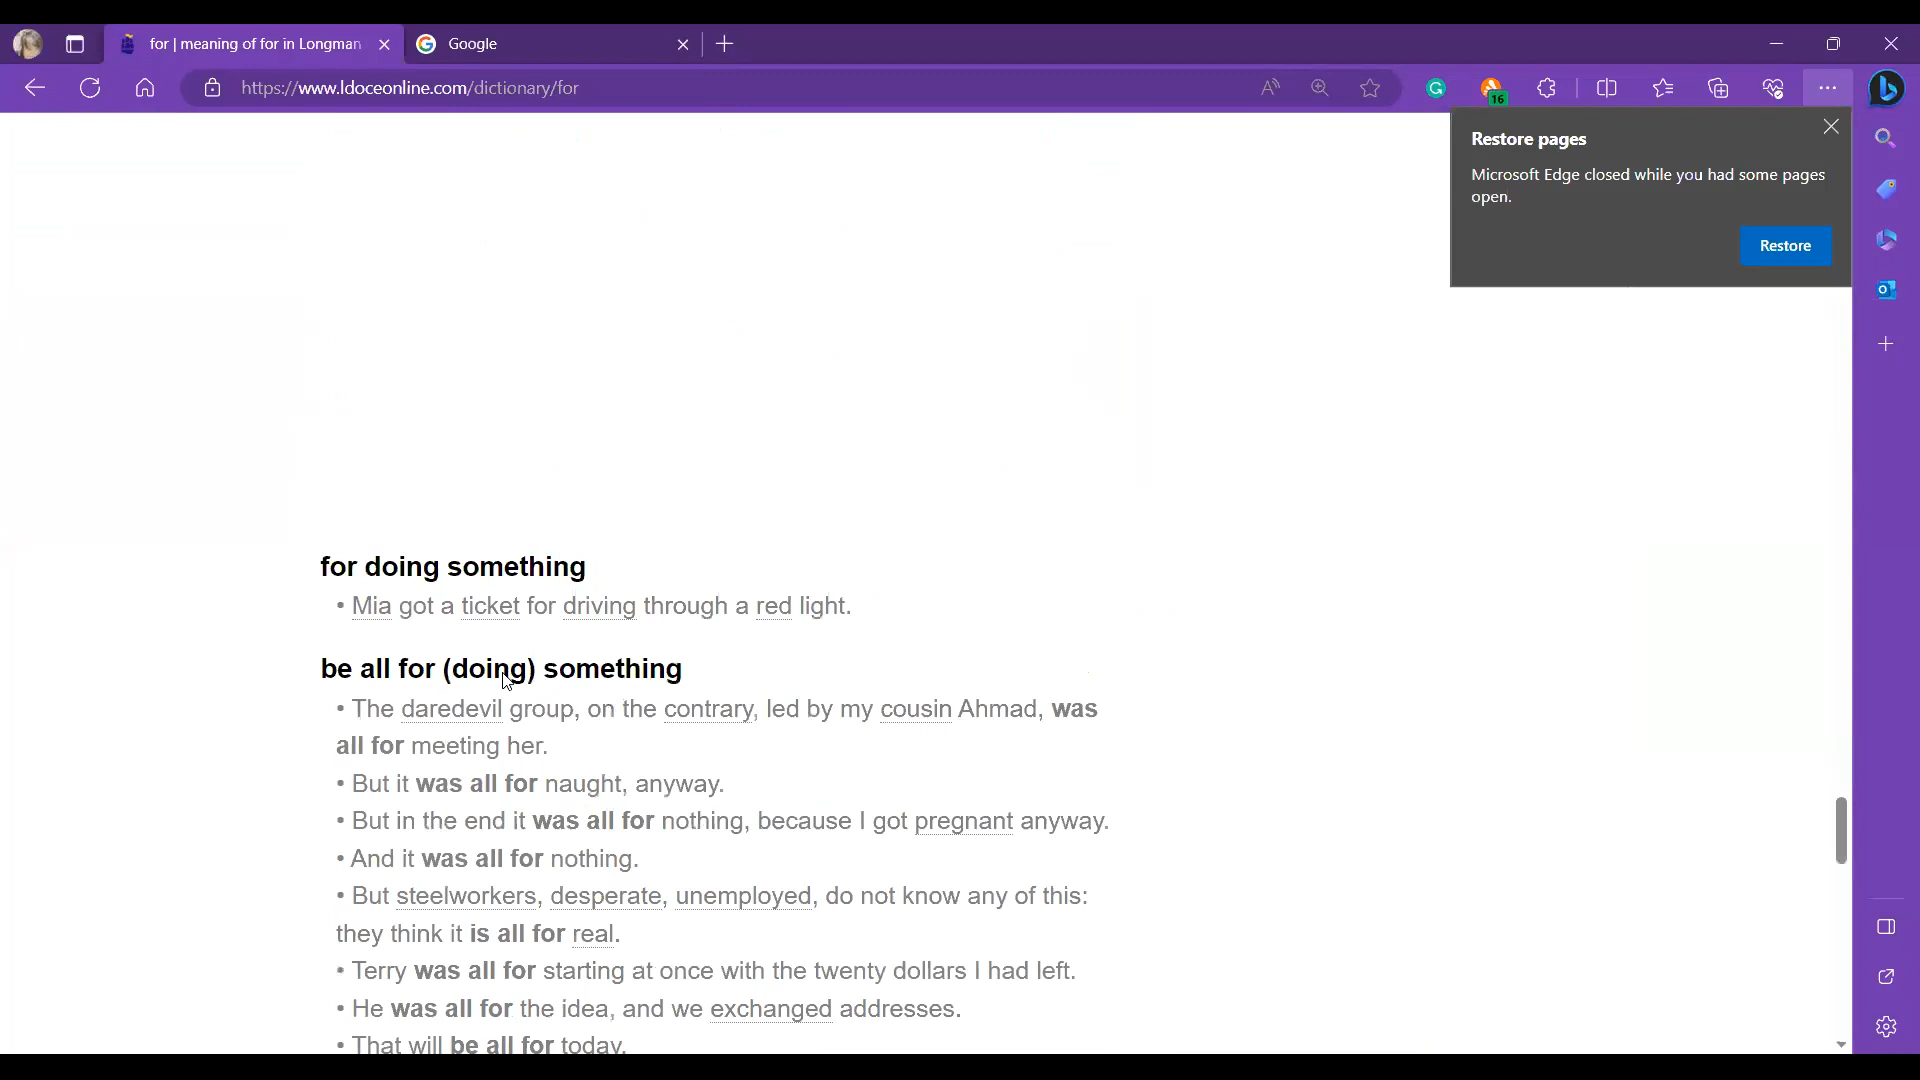 for | meaning of for in Longman
Google
https://www.ldoceonline.com/dictionary/for
16
Restore pages
Microsoft Edge closed while you had some pages
open.
Restore
for doing something
• Mia got a ticket for driving through a red light.
be all for (doing) something
• The daredevil group, on the contrary, led by my cousin Ahmad, was
all for meeting her.
• But it was all for naught, anyway.
• But in the end it was all for nothing, because I got pregnant anyway.
• And it was all for nothing.
• But steelworkers, desperate, unemployed, do not know any of this:
they think it is all for real.
• Terry was all for starting at once with the twenty dollars I had left.
• He was all for the idea, and we exchanged addresses.
• That will be all for today.